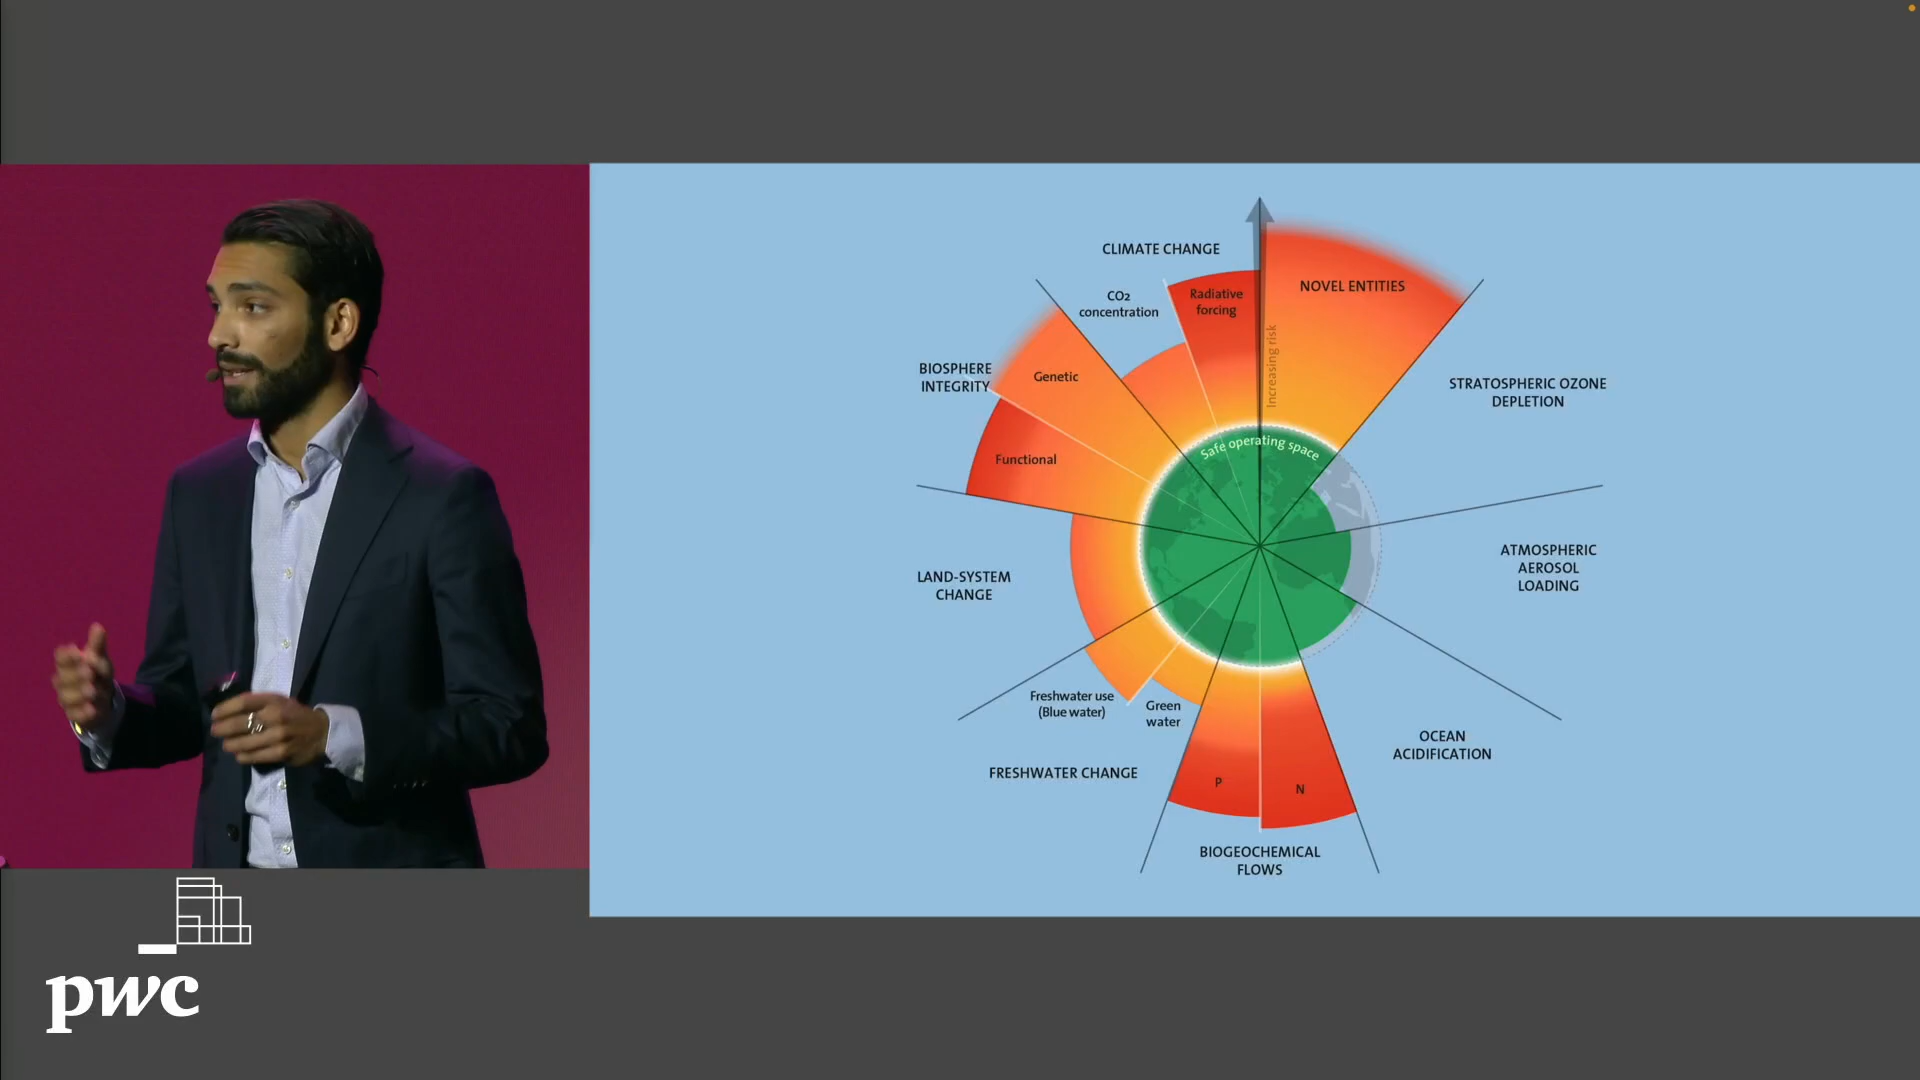 CLIMATE CHANGE
CO2
concentration
Radiative
forcing
NOVEL ENTITIES
Increasing risk
STRATOSPHERIC OZONE
DEPLETION
BIOSPHERE
INTEGRITY
Genetic
Functional
Safe operating space
ATMOSPHERIC
AEROSOL
LOADING
LAND-SYSTEM
CHANGE
Freshwater use
(Blue water)
Green
water
FRESHWATER CHANGE
OCEAN
ACIDIFICATION
P
N
BIOGEOCHEMICAL
FLOWS
pwc